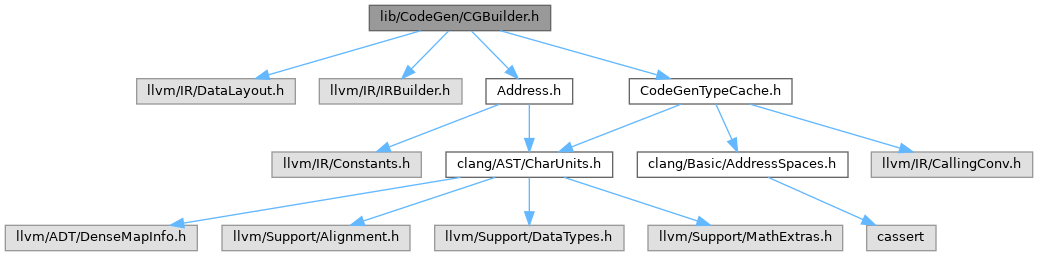 lib/CodeGen/CGBuilder.h
llvm/IR/DataLayout.h
llvm/IR/IRBuilder.h
Address.h
CodeGenTypeCache.h
llvm/IR/Constants.h
clang/AST/CharUnits.h
clang/Basic/AddressSpaces.h
llvm/IR/CallingConv.h
llvm/ADT/DenseMapInfo.h
llvm/Support/Alignment.h
llvm/Support/DataTypes.h
llvm/Support/MathExtras.h
cassert